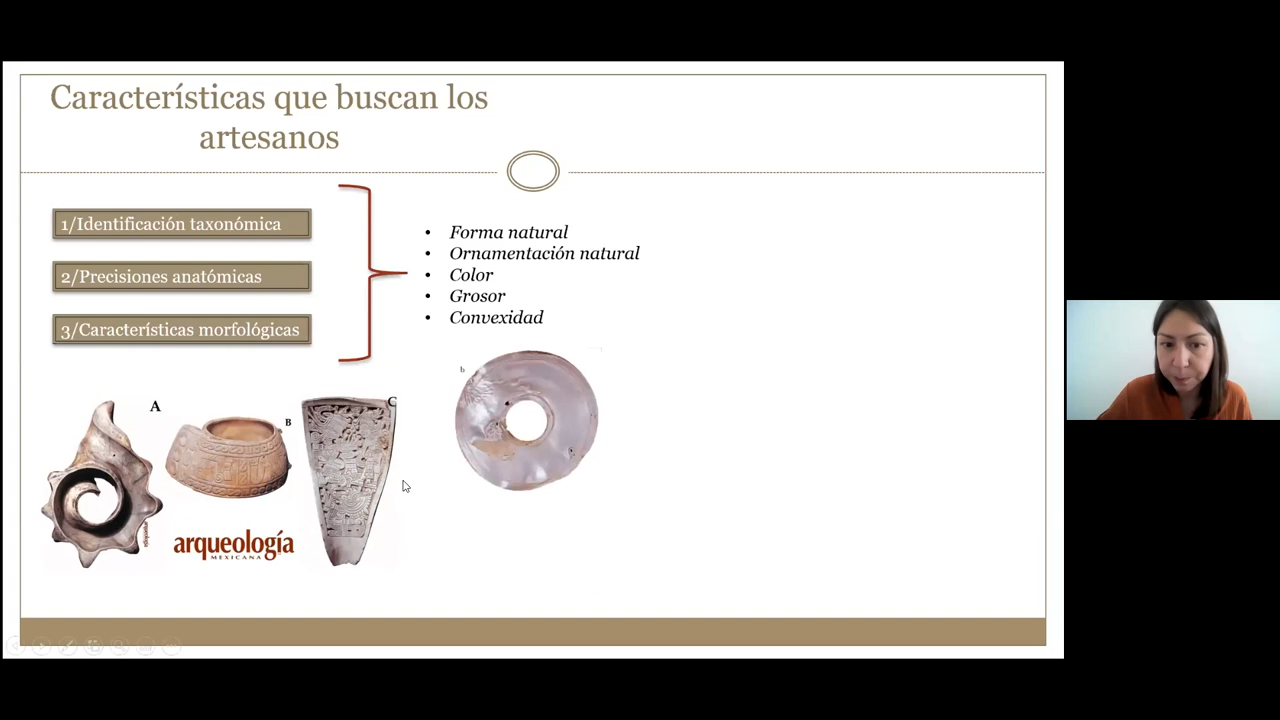 Características que buscan los
artesanos
1/Identificación taxonómica
2/Precisiones anatómicas
3/Características morfológicas
• Forma natural
• Ornamentación natural
• Color
• Grosor
• Convexidad
A
B
C
b
arqueología
MEXICANA